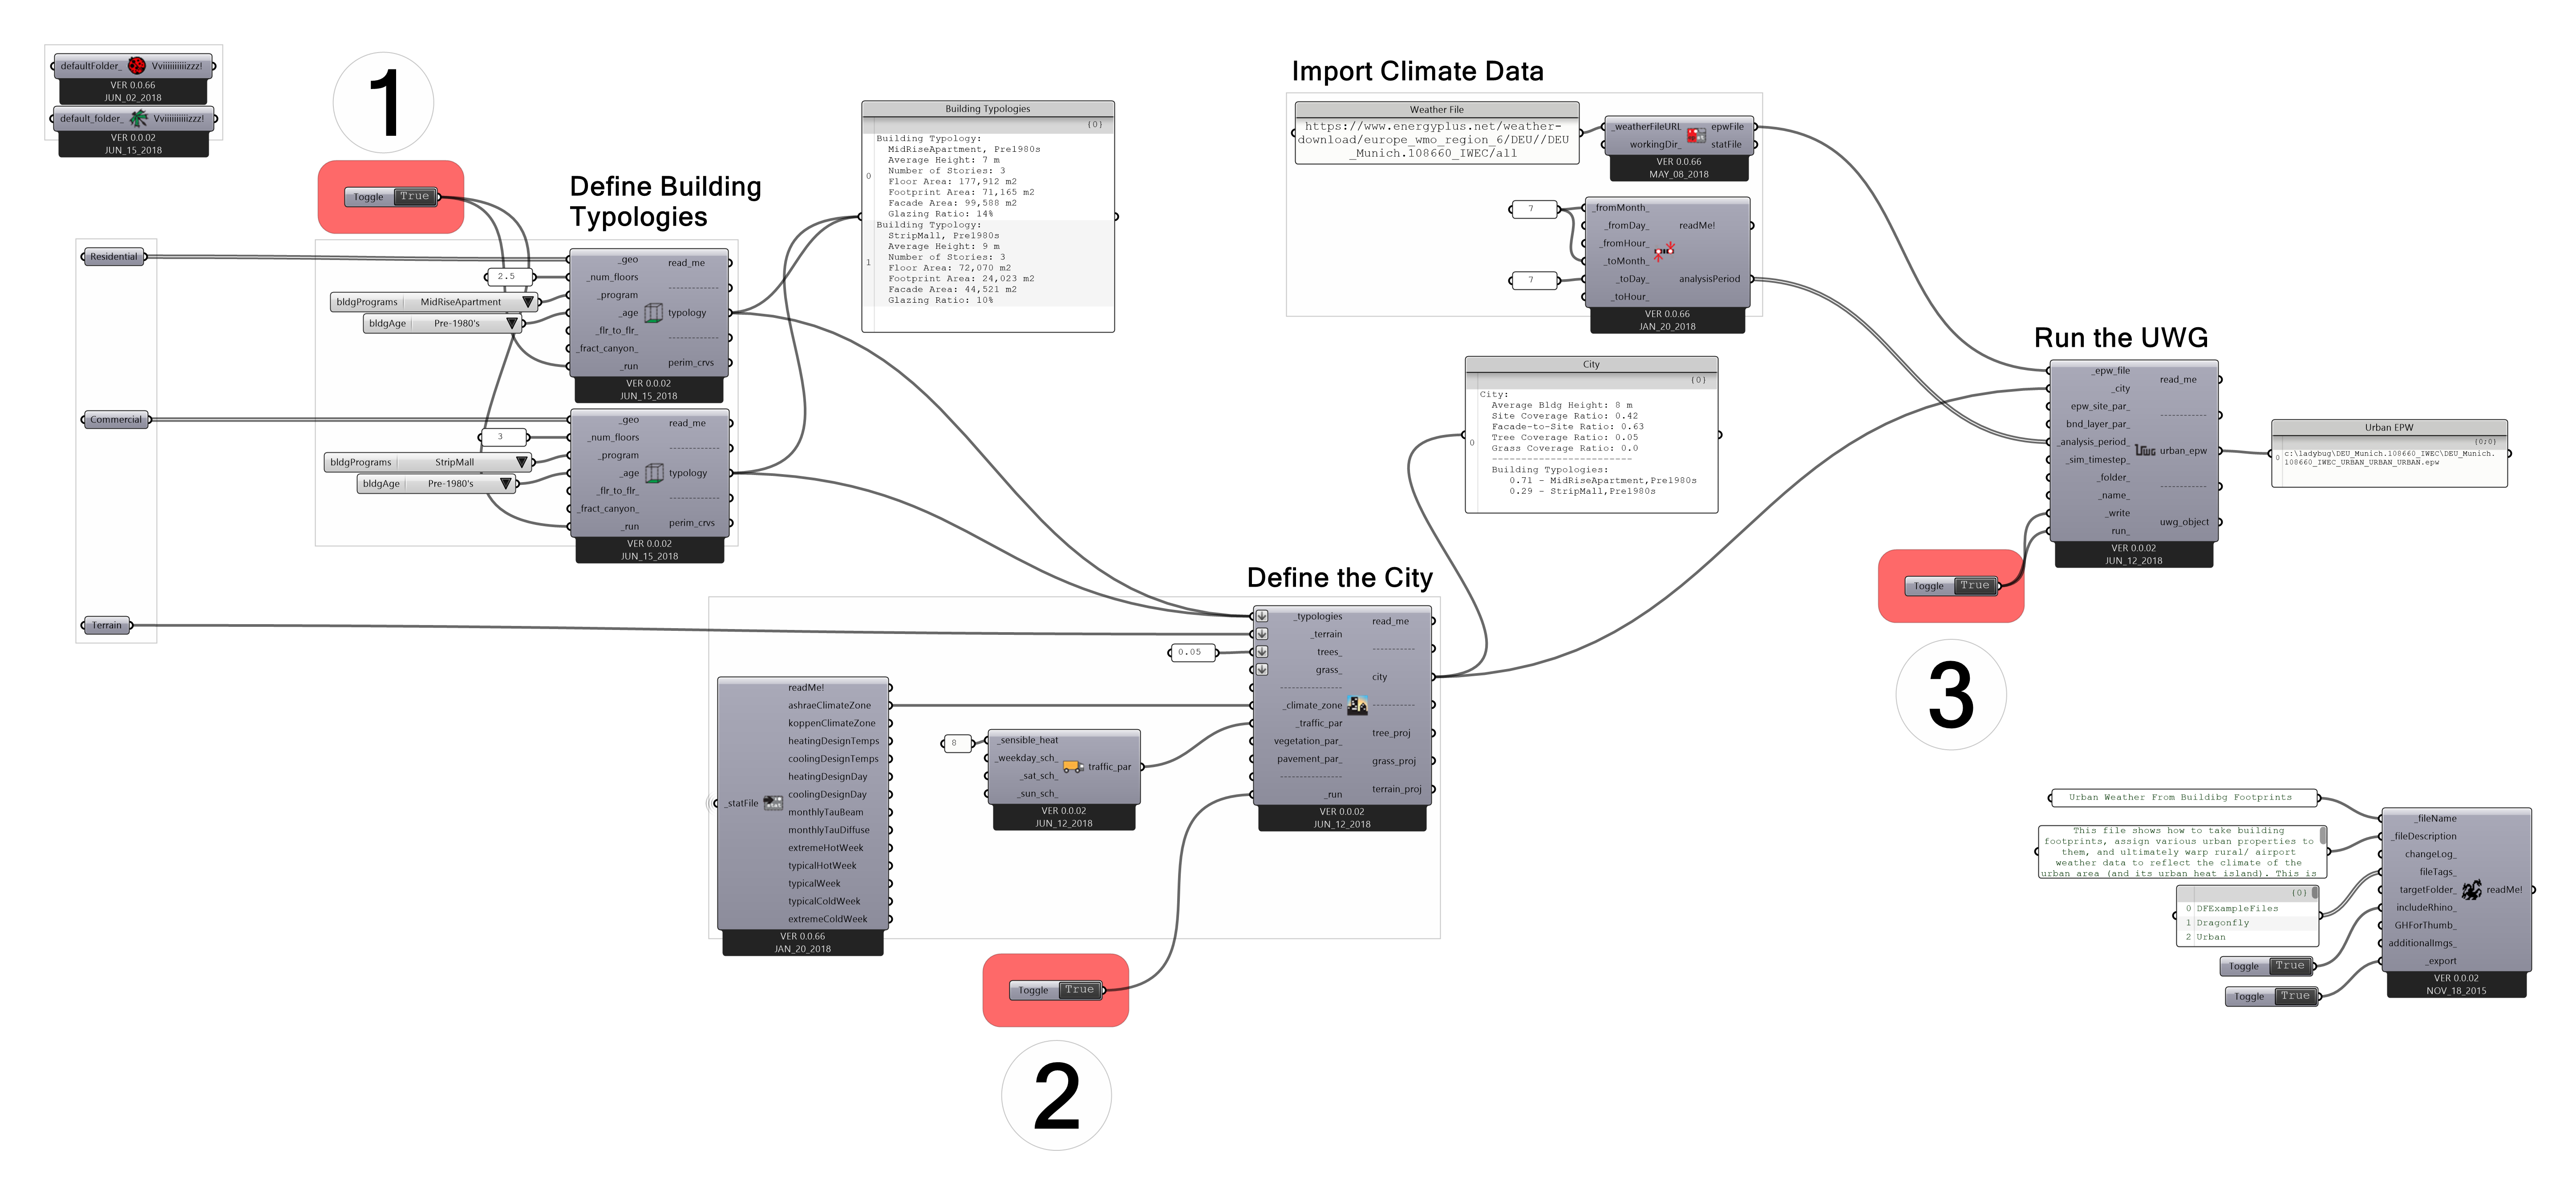 defaultFolder_ Vviiiiiiiiizzz!
VER 0.0.66
JUN_02_2018
default_folder_ Vviiiiiiiiizzz!
VER 0.0.02
JUN_15_2018
1
Toggle True
Define Building
Typologies
Residential
Commercial
Terrain
2.5
bldgPrograms MidRiseApartment
bldgAge Pre-1980's
_geo
_num_floors
_program
_age
_flr_to_flr_
_fract_canyon_
_run
read_me
------------
typology
------------
perim_crvs
VER 0.0.02
JUN_15_2018
3
bldgPrograms StripMall
bldgAge Pre-1980's
_geo
_num_floors
_program
_age
_flr_to_flr_
_fract_canyon_
_run
read_me
------------
typology
------------
perim_crvs
VER 0.0.02
JUN_15_2018
Building Typologies
{0}
0
Building Typology:
MidRiseApartment, Pre1980s
Average Height: 7 m
Number of Stories: 3
Floor Area: 177,912 m2
Footprint Area: 71,165 m2
Facade Area: 99,588 m2
Glazing Ratio: 14%
1
Building Typology:
StripMall, Pre1980s
Average Height: 9 m
Number of Stories: 3
Floor Area: 72,070 m2
Footprint Area: 24,023 m2
Facade Area: 44,521 m2
Glazing Ratio: 10%
Import Climate Data
Weather File
https://www.energyplus.net/weather-
download/europe_wmo_region_6/DEU//DEU
_Munich.108660_IWEC/all
_weatherFileURL
workingDir_
epwFile
statFile
VER 0.0.66
MAY_08_2018
7
7
_fromMonth_
_fromDay_
_fromHour_
_toMonth_
_toDay_
_toHour_
readMe!
analysisPeriod
VER 0.0.66
JAN_20_2018
City
{0}
0
City:
Average Bldg Height: 8 m
Site Coverage Ratio: 0.42
Facade-to-Site Ratio: 0.63
Tree Coverage Ratio: 0.05
Grass Coverage Ratio: 0.0
------------------------
Building Typologies:
0.71 - MidRiseApartment,Pre1980s
0.29 - StripMall,Pre1980s
Define the City
0.05
_typologies
_terrain
trees_
grass_
----------------
_climate_zone
_traffic_par
vegetation_par_
pavement_par_
----------------
_run
read_me
----------
city
----------
tree_proj
grass_proj
terrain_proj
VER 0.0.02
JUN_12_2018
_statFile
readMe!
ashraeClimateZone
koppenClimateZone
heatingDesignTemps
coolingDesignTemps
heatingDesignDay
coolingDesignDay
monthlyTauBeam
monthlyTauDiffuse
extremeHotWeek
typicalHotWeek
typicalWeek
typicalColdWeek
extremeColdWeek
VER 0.0.66
JAN_20_2018
8
_sensible_heat
_weekday_sch_
_sat_sch_
_sun_sch_
traffic_par
VER 0.0.02
JUN_12_2018
Toggle True
2
Run the UWG
_epw_file
_city
epw_site_par_
bnd_layer_par_
_analysis_period_
_sim_timestep_
_folder_
_name_
_write
run_
Uwg
read_me
------------
urban_epw
------------
uwg_object
VER 0.0.02
JUN_12_2018
Toggle True
3
Urban EPW
{0;0}
0
c:\ladybug\DEU_Munich.108660_IWEC\DEU_Munich.
108660_IWEC_URBAN_URBAN_URBAN.epw
Urban Weather From Buildibg Footprints
This file shows how to take building
footprints, assign various urban properties to
them, and ultimately warp rural/ airport
weather data to reflect the climate of the
urban area (and its urban heat island). This is
{0}
0 DFExampleFiles
1 Dragonfly
2 Urban
Toggle True
Toggle True
_fileName
_fileDescription
changeLog_
fileTags_
targetFolder_
includeRhino_
GHForThumb_
additionalImgs_
_export
readMe!
VER 0.0.02
NOV_18_2015